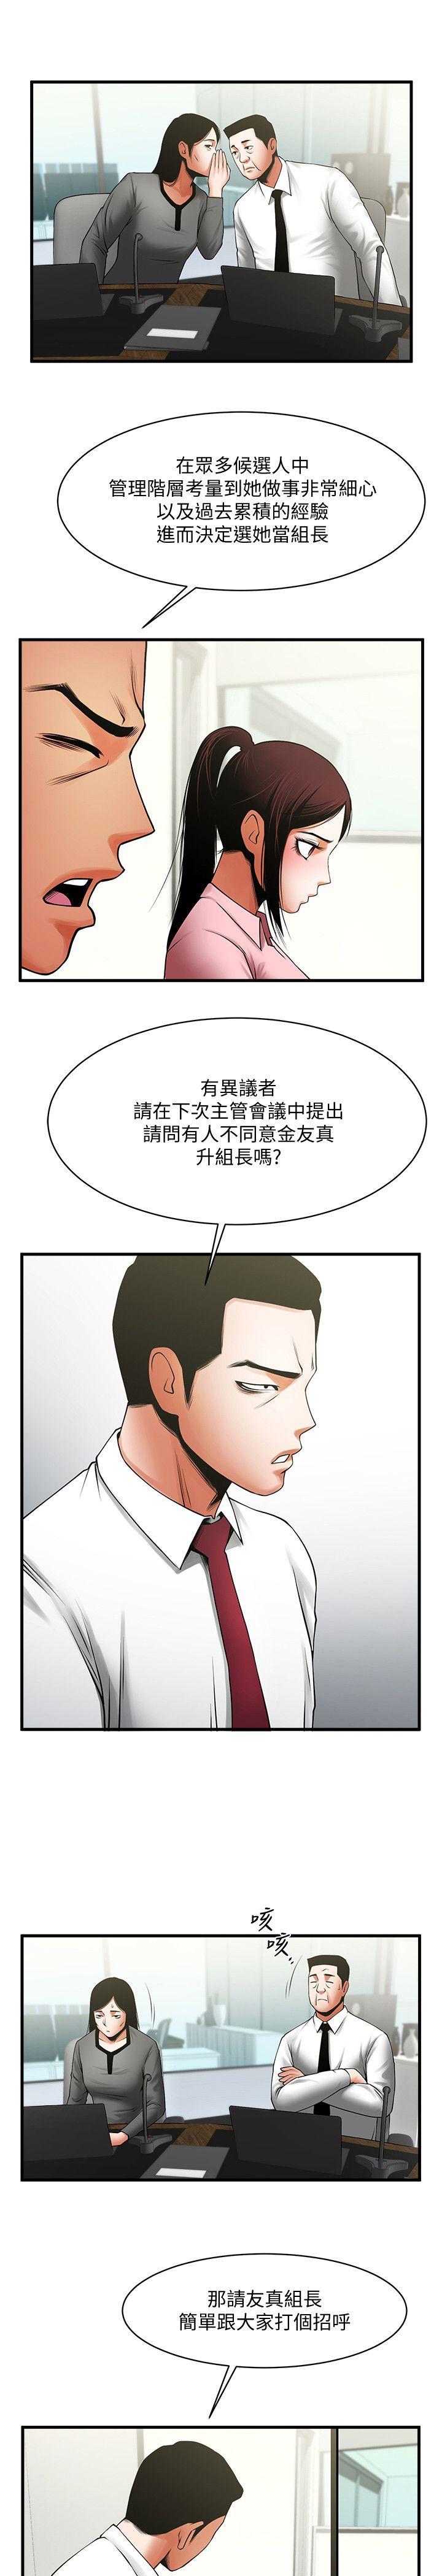 在眾多候選人中
管理階層考量到她做事非常細心
以及過去累積的經驗
進而決定選她當組長
有異議者
請在下次主管會議中提出
請問有人不同意金友真
升組長嗎?
咳
咳..
那請友真組長
簡單跟大家打個招呼